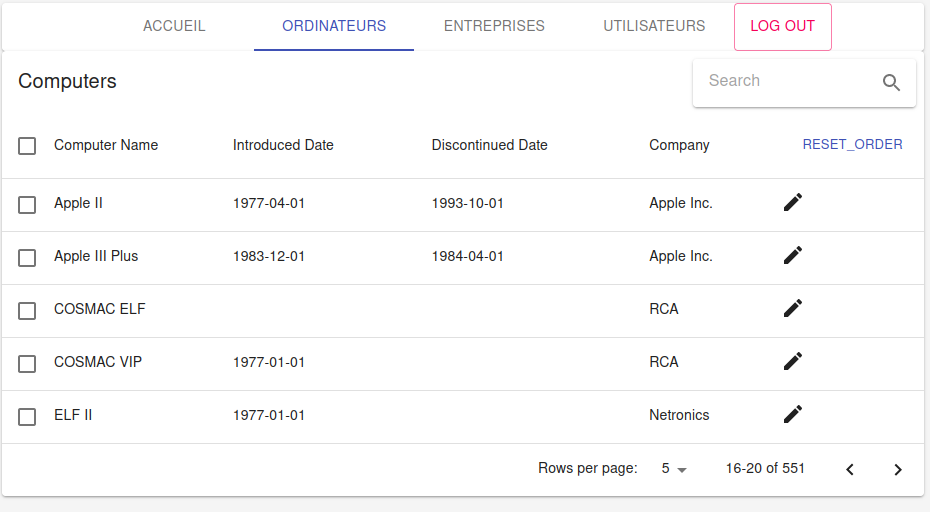 ACCUEIL ORDINATEURS ENTREPRISES UTILISATEURS LOG OUT
Computers Search
Computer Name Introduced Date Discontinued Date Company RESET_ORDER
Apple II 1977-04-01 1993-10-01 Apple Inc.
Apple III Plus 1983-12-01 1984-04-01 Apple Inc.
COSMAC ELF RCA
COSMAC VIP 1977-01-01 RCA
ELF II 1977-01-01 Netronics
Rows per page: 5 16-20 of 551